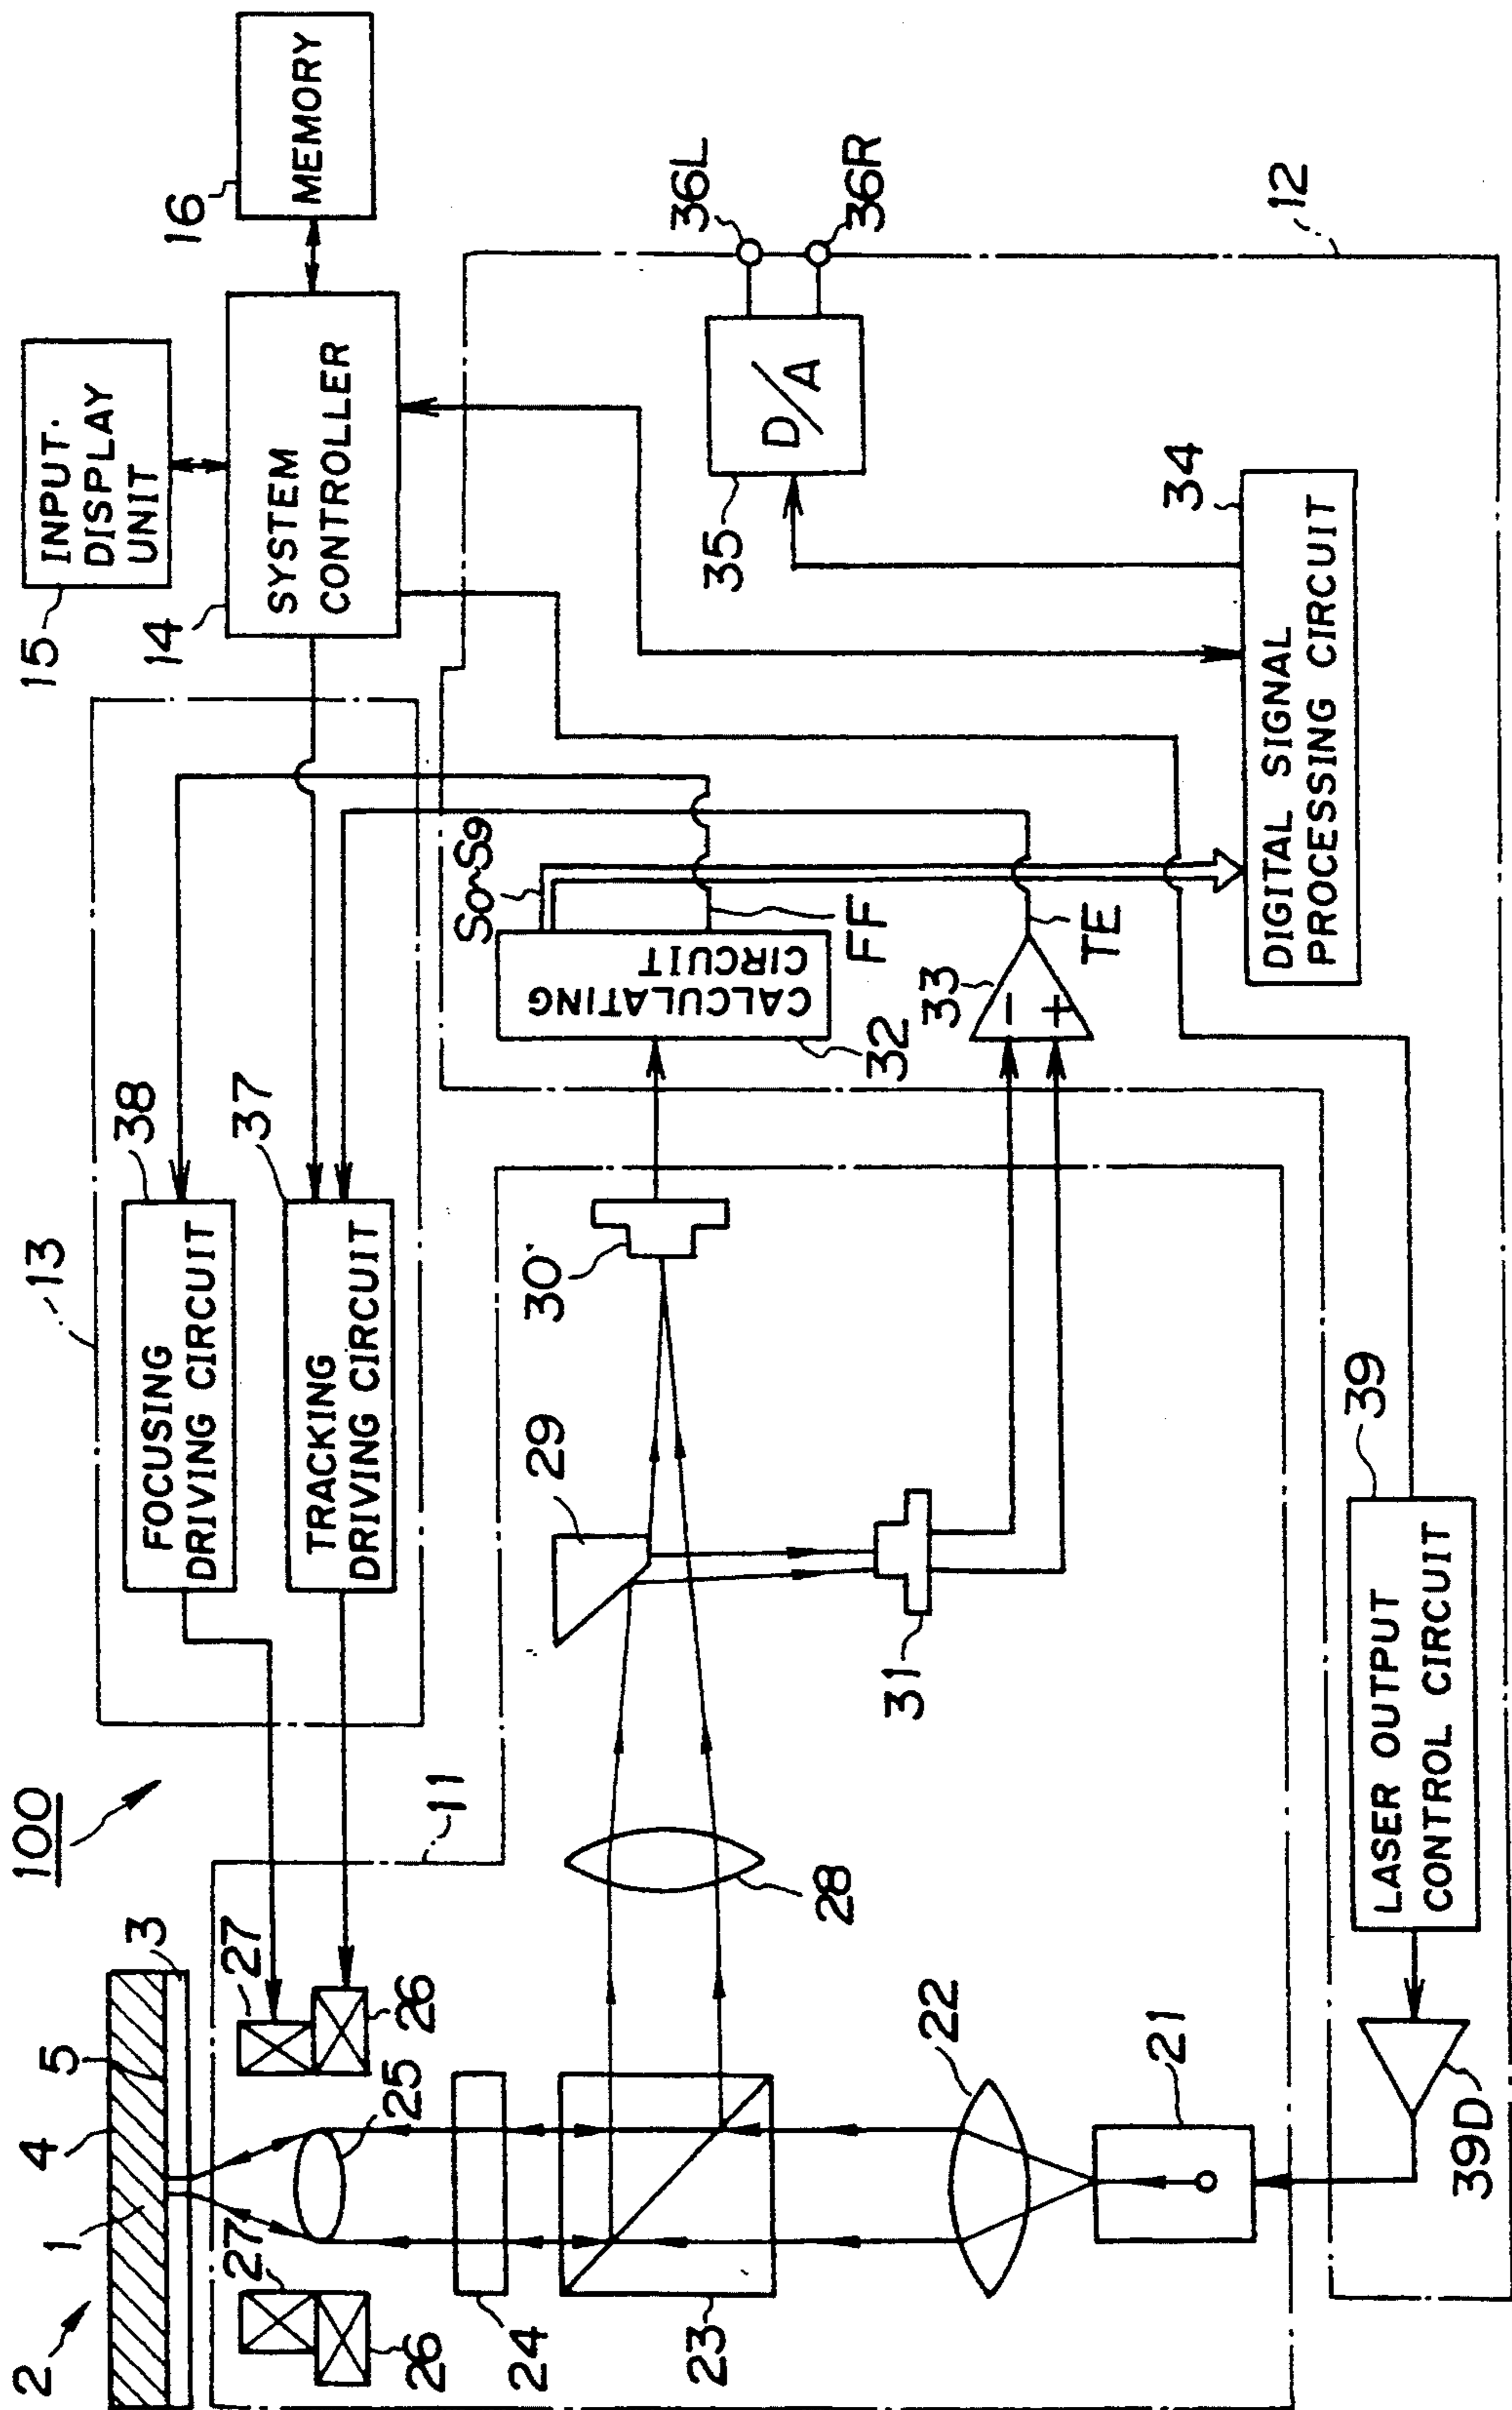 100
2
1
4
5
3
27
27
26
26
25
24
23
22
21
28
11
29
30
31
13
FOCUSING
DRIVING CIRCUIT
38
TRACKING
DRIVING CIRCUIT
37
15
INPUT·
DISPLAY
UNIT
14
SYSTEM
CONTROLLER
16
MEMORY
So~S9
CALCULATING
CIRCUIT
32
FF
33
−
+
TE
35
D/A
36L
36R
12
34
DIGITAL SIGNAL
PROCESSING CIRCUIT
39
LASER OUTPUT
CONTROL CIRCUIT
39D